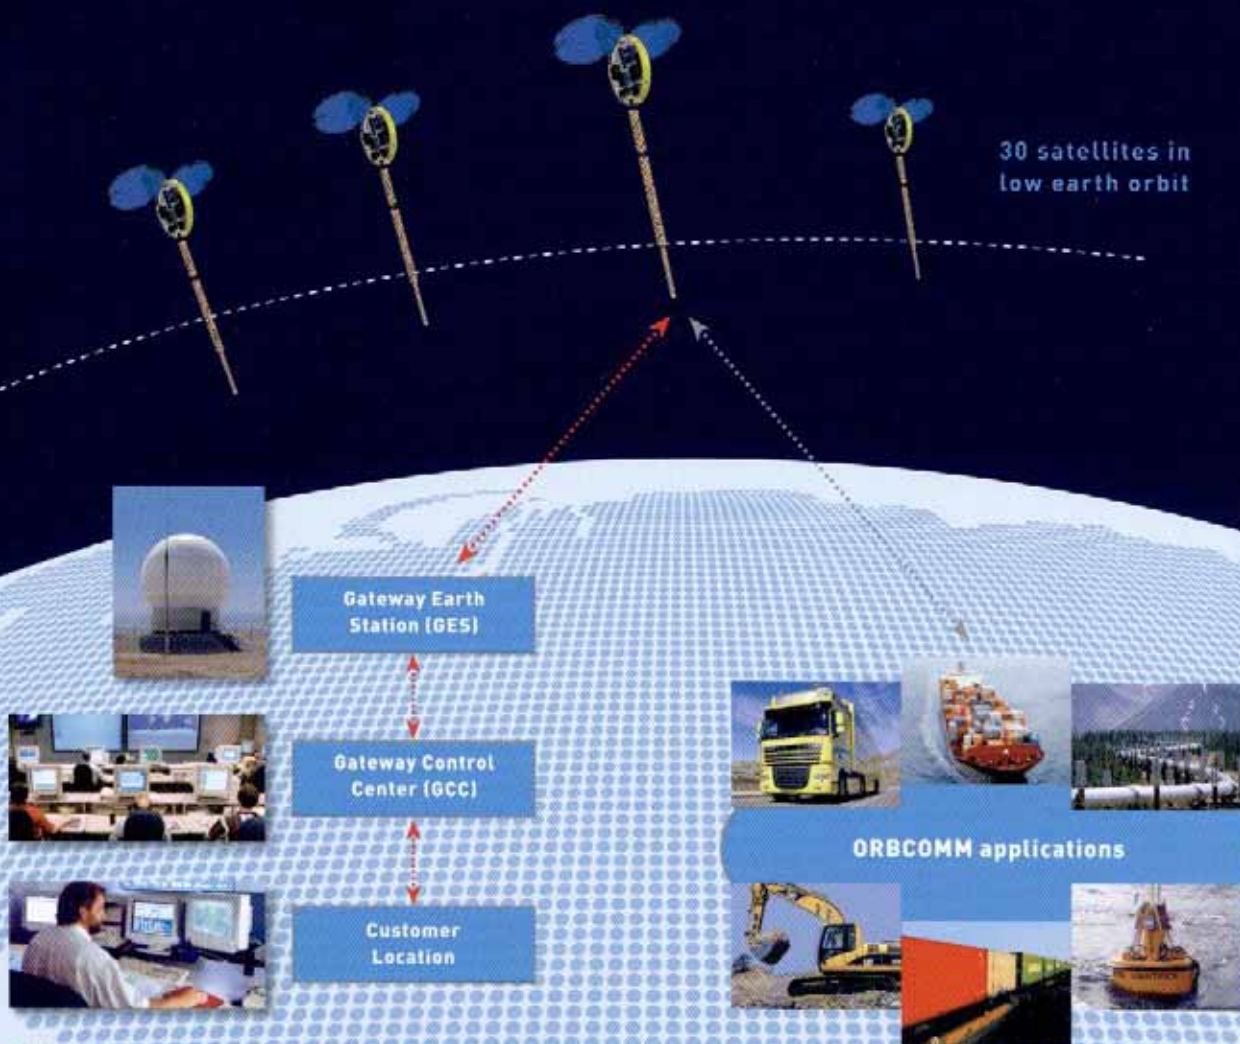 30 satellites in
low earth orbit
Gateway Earth
Station (GES)
Gateway Control
Center (GCC)
ORBCOMM applications
Customer
Location